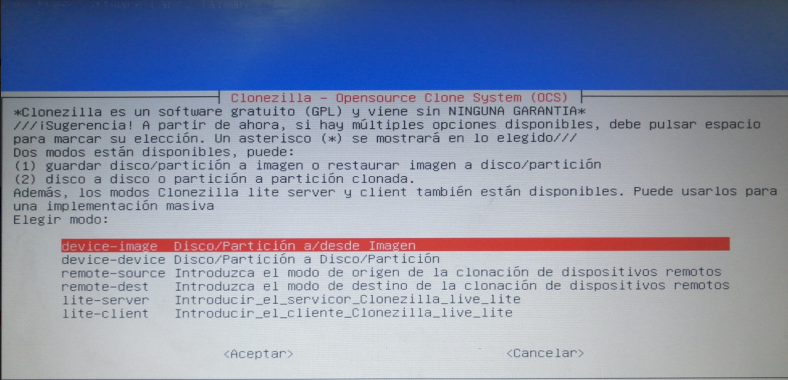 Clonezilla - Opensource Clone System (OCS)
*Clonezilla es un software gratuito (GPL) y viene sin NINGUNA GARANTIA*
///¡Sugerencia! A partir de ahora, si hay múltiples opciones disponibles, debe pulsar espacio
para marcar su elección. Un asterisco (*) se mostrará en lo elegido///
Dos modos están disponibles, puede:
(1) guardar disco/partición a imagen o restaurar imagen a disco/partición
(2) disco a disco o partición a partición clonada.
Además, los modos Clonezilla lite server y client también están disponibles. Puede usarlos para
una implementación masiva
Elegir modo:
device-image Disco/Partición a/desde Imagen
device-device Disco/Partición a Disco/Partición
remote-source Introduzca el modo de origen de la clonación de dispositivos remotos
remote-dest Introduzca el modo de destino de la clonación de dispositivos remotos
lite-server Introducir_el_servicor_Clonezilla_live_lite
lite-client Introducir_el_cliente_Clonezilla_live_lite
<Aceptar> <Cancelar>